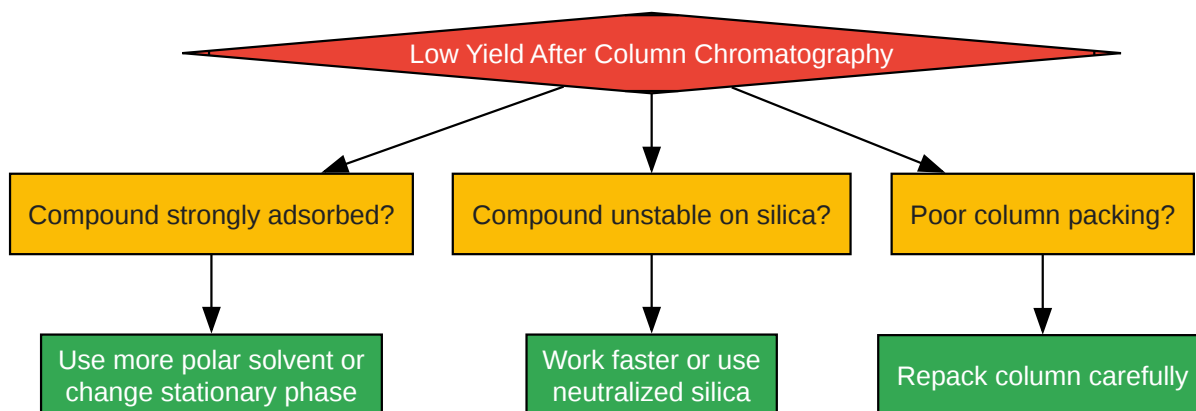 Low Yield After Column Chromatography
Compound strongly adsorbed?
Compound unstable on silica?
Poor column packing?
Use more polar solvent or
change stationary phase
Work faster or use
neutralized silica
Repack column carefully